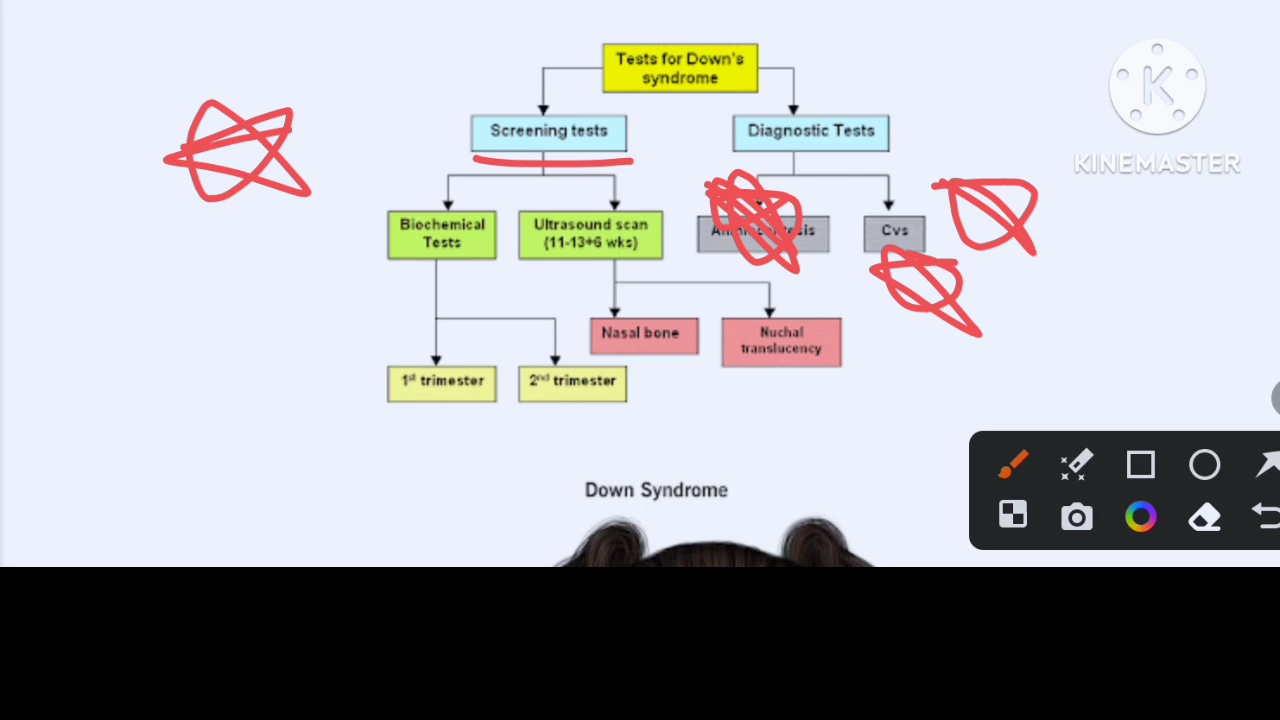 Tests for Down's
syndrome
Screening tests
Diagnostic Tests
Biochemical
Tests
Ultrasound scan
(11-13+6 wks)
Cvs
Nasal bone
Nuchal
translucency
1st trimester
2nd trimester
Down Syndrome
K
KINEMASTER